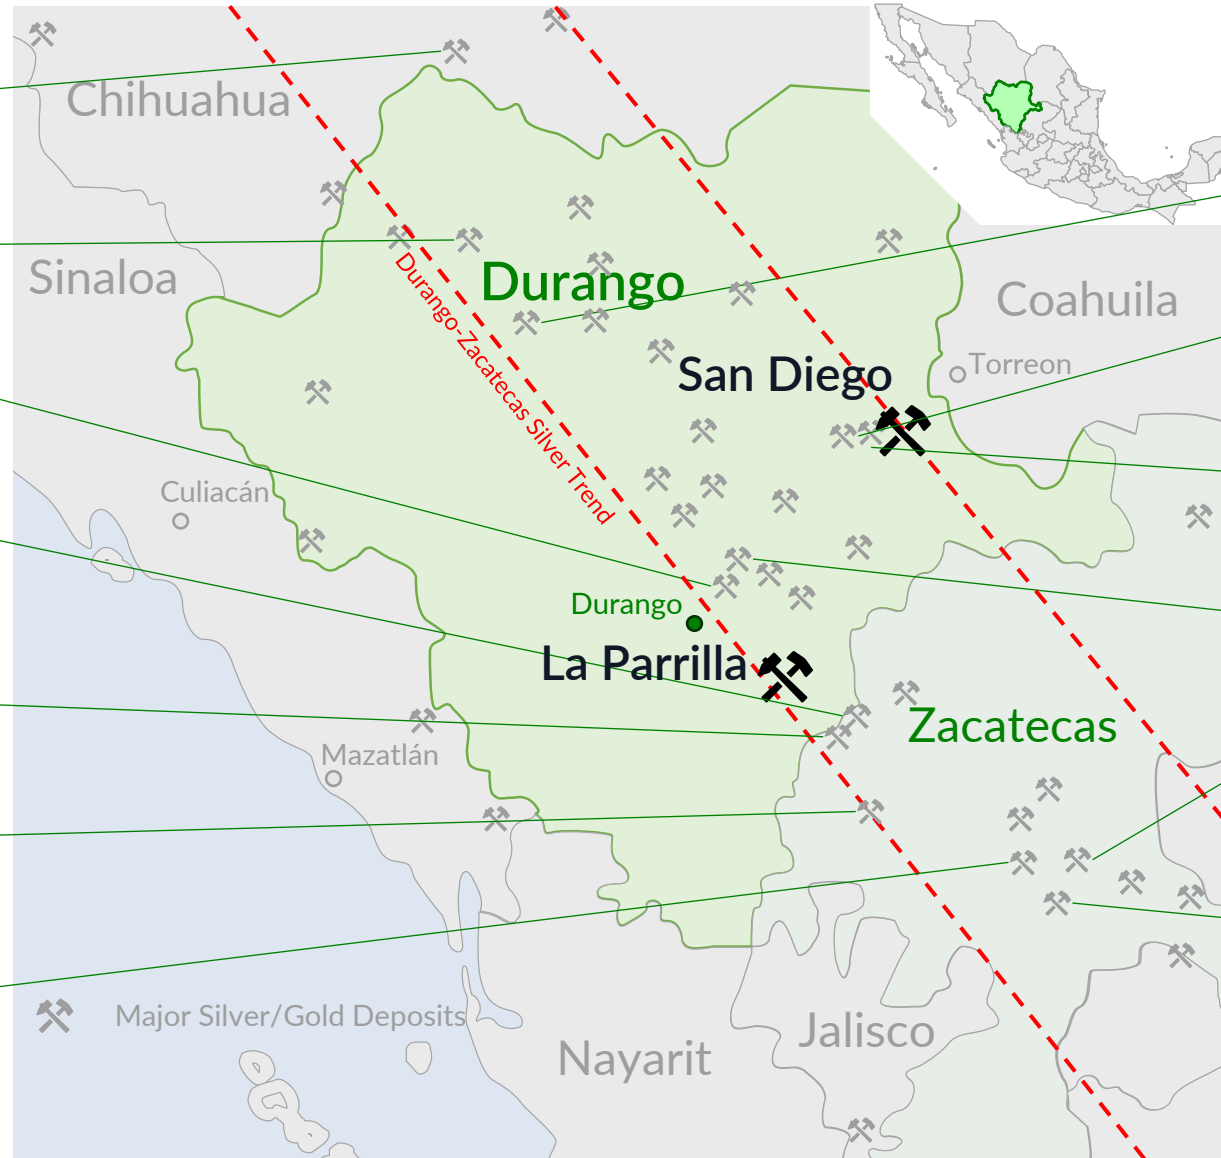 Chihuahua
Sinaloa
Durango
Coahuila
Durango-Zacatecas Silver Trend
San Diego
Torreon
Culiacán
Durango
La Parrilla
Zacatecas
Mazatlán
Major Silver/Gold Deposits
Jalisco
Nayarit